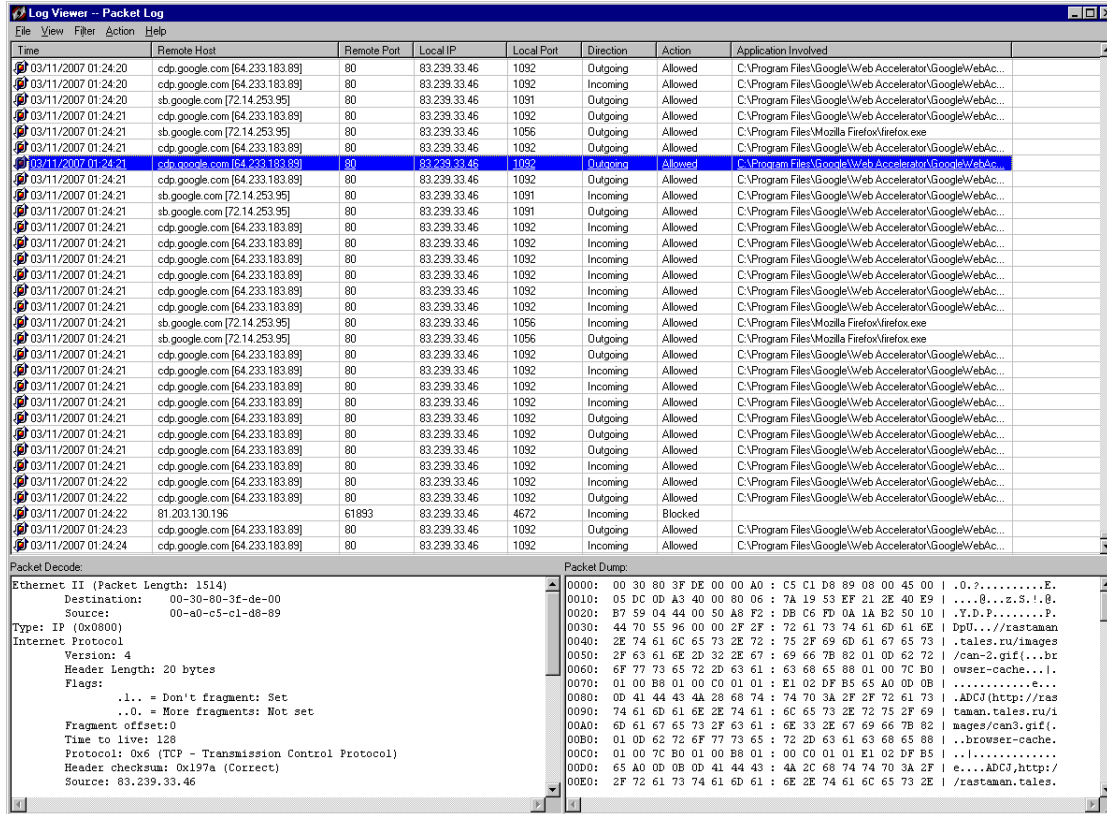 Log Viewer -- Packet Log
File View Filter Action Help
Time Remote Host Remote Port Local IP Local Port Direction Action Application Involved
03/11/2007 01:24:20 cdp.google.com [64.233.183.89] 80 83.239.33.46 1092 Outgoing Allowed C:\Program Files\Google\Web Accelerator\GoogleWebAc...
03/11/2007 01:24:20 cdp.google.com [64.233.183.89] 80 83.239.33.46 1092 Incoming Allowed C:\Program Files\Google\Web Accelerator\GoogleWebAc...
03/11/2007 01:24:20 sb.google.com [72.14.253.95] 80 83.239.33.46 1091 Outgoing Allowed C:\Program Files\Google\Web Accelerator\GoogleWebAc...
03/11/2007 01:24:21 cdp.google.com [64.233.183.89] 80 83.239.33.46 1092 Outgoing Allowed C:\Program Files\Google\Web Accelerator\GoogleWebAc...
03/11/2007 01:24:21 sb.google.com [72.14.253.95] 80 83.239.33.46 1056 Outgoing Allowed C:\Program Files\Mozilla Firefox\firefox.exe
03/11/2007 01:24:21 cdp.google.com [64.233.183.89] 80 83.239.33.46 1092 Outgoing Allowed C:\Program Files\Google\Web Accelerator\GoogleWebAc...
03/11/2007 01:24:21 cdp.google.com [64.233.183.89] 80 83.239.33.46 1092 Outgoing Allowed C:\Program Files\Google\Web Accelerator\GoogleWebAc...
03/11/2007 01:24:21 sb.google.com [72.14.253.95] 80 83.239.33.46 1091 Incoming Allowed C:\Program Files\Google\Web Accelerator\GoogleWebAc...
03/11/2007 01:24:21 sb.google.com [72.14.253.95] 80 83.239.33.46 1091 Outgoing Allowed C:\Program Files\Google\Web Accelerator\GoogleWebAc...
03/11/2007 01:24:21 cdp.google.com [64.233.183.89] 80 83.239.33.46 1092 Incoming Allowed C:\Program Files\Google\Web Accelerator\GoogleWebAc...
03/11/2007 01:24:21 cdp.google.com [64.233.183.89] 80 83.239.33.46 1092 Incoming Allowed C:\Program Files\Google\Web Accelerator\GoogleWebAc...
03/11/2007 01:24:21 cdp.google.com [64.233.183.89] 80 83.239.33.46 1092 Incoming Allowed C:\Program Files\Google\Web Accelerator\GoogleWebAc...
03/11/2007 01:24:21 cdp.google.com [64.233.183.89] 80 83.239.33.46 1092 Incoming Allowed C:\Program Files\Google\Web Accelerator\GoogleWebAc...
03/11/2007 01:24:21 cdp.google.com [64.233.183.89] 80 83.239.33.46 1092 Incoming Allowed C:\Program Files\Google\Web Accelerator\GoogleWebAc...
03/11/2007 01:24:21 cdp.google.com [64.233.183.89] 80 83.239.33.46 1092 Incoming Allowed C:\Program Files\Google\Web Accelerator\GoogleWebAc...
03/11/2007 01:24:21 sb.google.com [72.14.253.95] 80 83.239.33.46 1056 Incoming Allowed C:\Program Files\Mozilla Firefox\firefox.exe
03/11/2007 01:24:21 sb.google.com [72.14.253.95] 80 83.239.33.46 1056 Outgoing Allowed C:\Program Files\Mozilla Firefox\firefox.exe
03/11/2007 01:24:21 cdp.google.com [64.233.183.89] 80 83.239.33.46 1092 Outgoing Allowed C:\Program Files\Google\Web Accelerator\GoogleWebAc...
03/11/2007 01:24:21 cdp.google.com [64.233.183.89] 80 83.239.33.46 1092 Incoming Allowed C:\Program Files\Google\Web Accelerator\GoogleWebAc...
03/11/2007 01:24:21 cdp.google.com [64.233.183.89] 80 83.239.33.46 1092 Incoming Allowed C:\Program Files\Google\Web Accelerator\GoogleWebAc...
03/11/2007 01:24:21 cdp.google.com [64.233.183.89] 80 83.239.33.46 1092 Incoming Allowed C:\Program Files\Google\Web Accelerator\GoogleWebAc...
03/11/2007 01:24:21 cdp.google.com [64.233.183.89] 80 83.239.33.46 1092 Outgoing Allowed C:\Program Files\Google\Web Accelerator\GoogleWebAc...
03/11/2007 01:24:21 cdp.google.com [64.233.183.89] 80 83.239.33.46 1092 Outgoing Allowed C:\Program Files\Google\Web Accelerator\GoogleWebAc...
03/11/2007 01:24:21 cdp.google.com [64.233.183.89] 80 83.239.33.46 1092 Outgoing Allowed C:\Program Files\Google\Web Accelerator\GoogleWebAc...
03/11/2007 01:24:21 cdp.google.com [64.233.183.89] 80 83.239.33.46 1092 Incoming Allowed C:\Program Files\Google\Web Accelerator\GoogleWebAc...
03/11/2007 01:24:22 cdp.google.com [64.233.183.89] 80 83.239.33.46 1092 Incoming Allowed C:\Program Files\Google\Web Accelerator\GoogleWebAc...
03/11/2007 01:24:22 cdp.google.com [64.233.183.89] 80 83.239.33.46 1092 Outgoing Allowed C:\Program Files\Google\Web Accelerator\GoogleWebAc...
03/11/2007 01:24:22 81.203.130.196 61893 83.239.33.46 4672 Incoming Blocked
03/11/2007 01:24:23 cdp.google.com [64.233.183.89] 80 83.239.33.46 1092 Outgoing Allowed C:\Program Files\Google\Web Accelerator\GoogleWebAc...
03/11/2007 01:24:24 cdp.google.com [64.233.183.89] 80 83.239.33.46 1092 Incoming Allowed C:\Program Files\Google\Web Accelerator\GoogleWebAc...
Packet Decode:
Ethernet II (Packet Length: 1514)
Destination: 00-30-80-3f-de-00
Source: 00-a0-c5-c1-d8-89
Type: IP (0x0800)
Internet Protocol
Version: 4
Header Length: 20 bytes
Flags:
.1.. = Don't fragment: Set
..0. = More fragments: Not set
Fragment offset:0
Time to live: 128
Protocol: 0x6 (TCP - Transmission Control Protocol)
Header checksum: 0x197a (Correct)
Source: 83.239.33.46
Packet Dump:
0000: 00 30 80 3F DE 00 00 A0 : C5 C1 D8 89 08 00 45 00 | .0.?..........E.
0010: 05 DC 0D A3 40 00 80 06 : 7A 19 53 EF 21 2E 40 E9 | ....@...z.S.!.@.
0020: B7 59 04 44 00 50 A8 F2 : DB C6 FD 0A 1A B2 50 10 | .Y.D.P........P.
0030: 44 70 55 96 00 00 2F 2F : 72 61 73 74 61 6D 61 6E | DpU...//rastaman
0040: 2E 74 61 6C 65 73 2E 72 : 75 2F 69 6D 61 67 65 73 | .tales.ru/images
0050: 2F 63 61 6E 2D 32 2E 67 : 69 66 7B 82 01 0D 62 72 | /can-2.gif{...br
0060: 6F 77 73 65 72 2D 63 61 : 63 68 65 88 01 00 7C B0 | owser-cache...|.
0070: 01 00 B8 01 00 C0 01 01 : E1 02 DF B5 65 A0 0D 0B | ............e...
0080: 0D 41 44 43 4A 28 68 74 : 74 70 3A 2F 2F 72 61 73 | .ADCJ(http://ras
0090: 74 61 6D 61 6E 2E 74 61 : 6C 65 73 2E 72 75 2F 69 | taman.tales.ru/i
00A0: 6D 61 67 65 73 2F 63 61 : 6E 33 2E 67 69 66 7B 82 | mages/can3.gif{.
00B0: 01 0D 62 72 6F 77 73 65 : 72 2D 63 61 63 68 65 88 | ..browser-cache.
00C0: 01 00 7C B0 01 00 B8 01 : 00 C0 01 01 E1 02 DF B5 | ..|.............
00D0: 65 A0 0D 0B 0D 41 44 43 : 4A 2C 68 74 74 70 3A 2F | e....ADCJ,http:/
00E0: 2F 72 61 73 74 61 6D 61 : 6E 2E 74 61 6C 65 73 2E | /rastaman.tales.